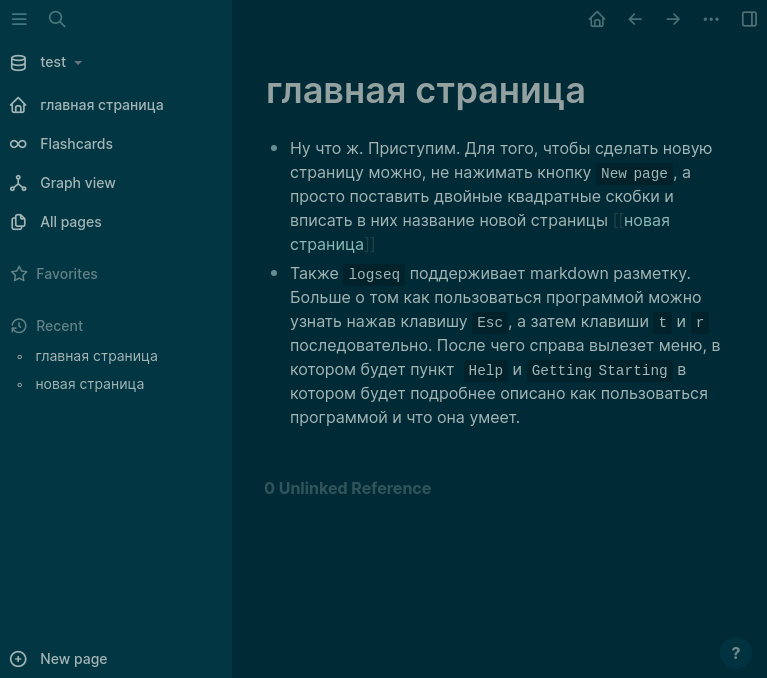 test
главная страница
Flashcards
Graph view
All pages
Favorites
Recent
главная страница
новая страница
New page
главная страница
Ну что ж. Приступим. Для того, чтобы сделать новую
страницу можно, не нажимать кнопку New page, а
просто поставить двойные квадратные скобки и
вписать в них название новой страницы [[новая
страница]]
Также logseq поддерживает markdown разметку.
Больше о том как пользоваться программой можно
узнать нажав клавишу Esc, а затем клавиши t и r
последовательно. После чего справа вылезет меню, в
котором будет пункт Help и Getting Starting в
котором будет подробнее описано как пользоваться
программой и что она умеет.
0 Unlinked Reference
?